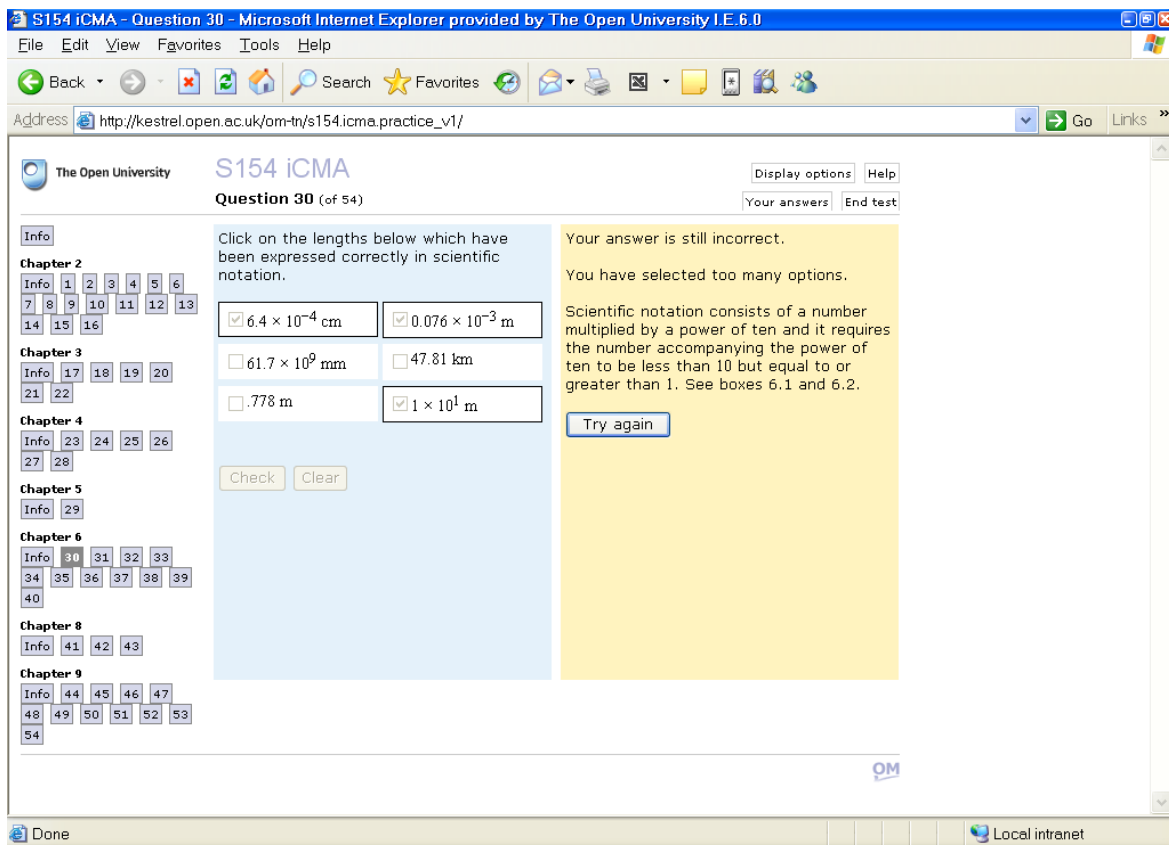 S154 iCMA - Question 30 - Microsoft Internet Explorer provided by The Open University I.E.6.0
File Edit View Favorites Tools Help
Back Search Favorites
Address http://kestrel.open.ac.uk/om-tn/s154.icma.practice_v1/ Go Links »
The Open University
S154 iCMA
Question 30 (of 54)
Display options Help
Your answers End test
Info
Chapter 2
Info 1 2 3 4 5 6
7 8 9 10 11 12 13
14 15 16
Chapter 3
Info 17 18 19 20
21 22
Chapter 4
Info 23 24 25 26
27 28
Chapter 5
Info 29
Chapter 6
Info 30 31 32 33
34 35 36 37 38 39
40
Chapter 8
Info 41 42 43
Chapter 9
Info 44 45 46 47
48 49 50 51 52 53
54
Click on the lengths below which have
been expressed correctly in scientific
notation.
6.4 × 10⁻⁴ cm
0.076 × 10⁻³ m
61.7 × 10⁹ mm
47.81 km
.778 m
1 × 10¹ m
Check Clear
Your answer is still incorrect.
You have selected too many options.
Scientific notation consists of a number
multiplied by a power of ten and it requires
the number accompanying the power of
ten to be less than 10 but equal to or
greater than 1. See boxes 6.1 and 6.2.
Try again
OM
Done
Local intranet